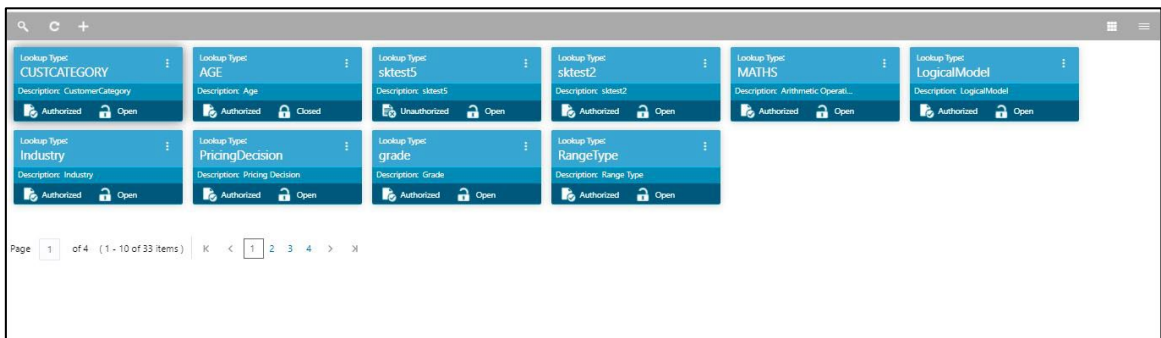 Lookup Type:
CUSTCATEGORY
Description: CustomerCategory
Authorized Open
Lookup Type:
AGE
Description: Age
Authorized Closed
Lookup Type:
sktest5
Description: sktest5
Unauthorized Open
Lookup Type:
sktest2
Description: sktest2
Authorized Open
Lookup Type:
MATHS
Description: Arithmetic Operati...
Authorized Open
Lookup Type:
LogicalModel
Description: LogicalModel
Authorized Open
Lookup Type:
Industry
Description: Industry
Authorized Open
Lookup Type:
PricingDecision
Description: Pricing Decision
Authorized Open
Lookup Type:
grade
Description: Grade
Authorized Open
Lookup Type:
RangeType
Description: Range Type
Authorized Open
Page 1 of 4 ( 1 - 10 of 33 items ) 1 2 3 4